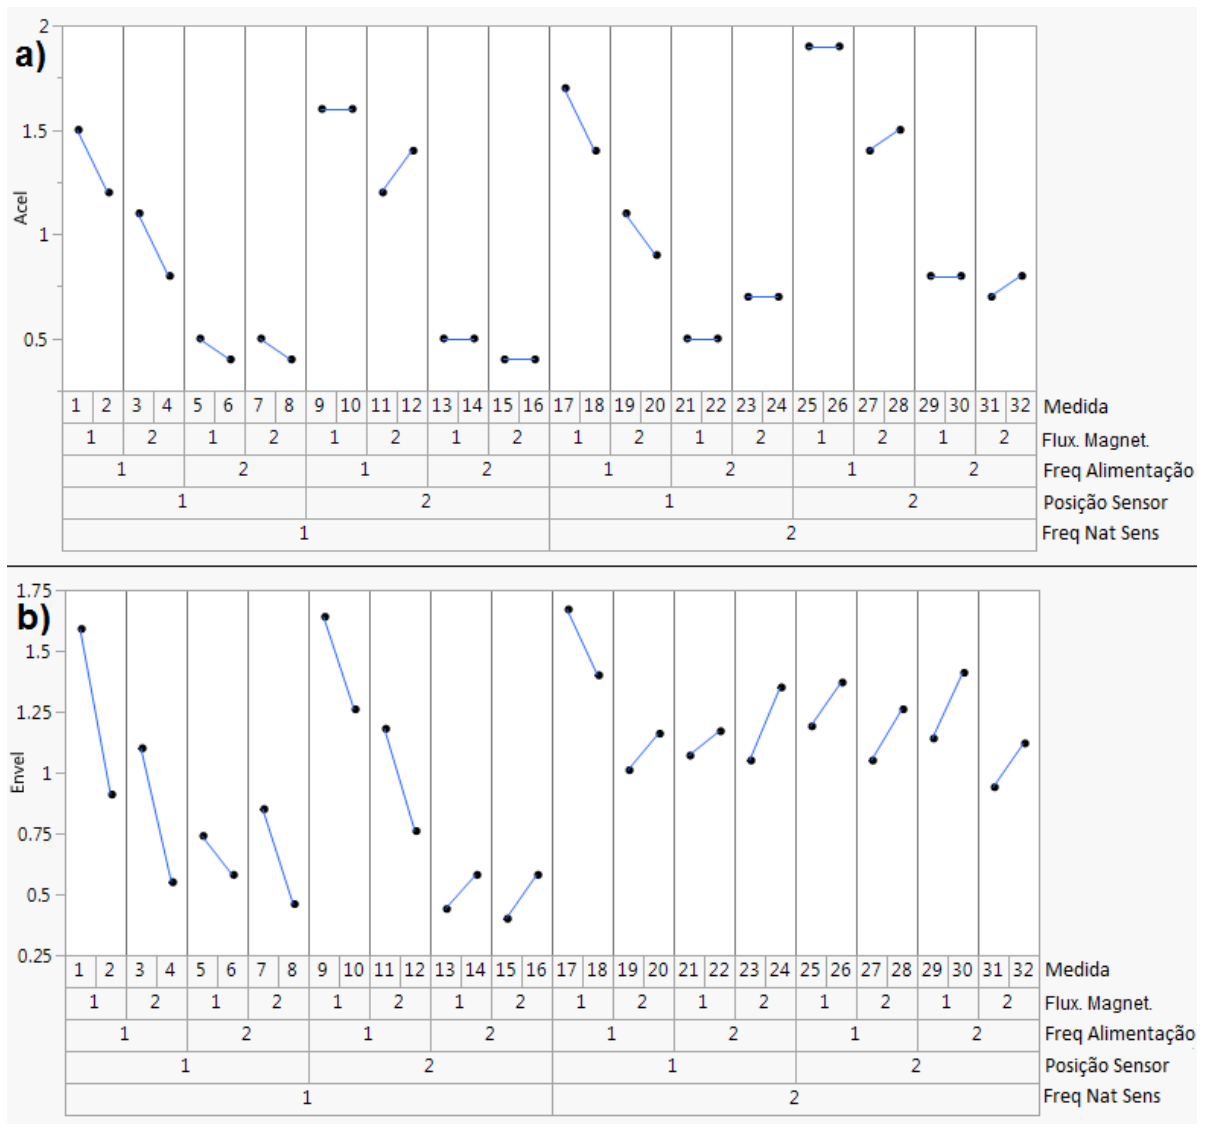 a)
2
1.5
1
0.5
Acel
1 2 3 4 5 6 7 8 9 10 11 12 13 14 15 16 17 18 19 20 21 22 23 24 25 26 27 28 29 30 31 32 Medida
1 2 1 2 1 2 1 2 1 2 1 2 1 2 1 2 Flux. Magnet.
1 2 1 2 1 2 1 2 Freq Alimentação
1 2 1 2 Posição Sensor
1 2 Freq Nat Sens
b)
1.75
1.5
1.25
1
0.75
0.5
0.25
Envel
1 2 3 4 5 6 7 8 9 10 11 12 13 14 15 16 17 18 19 20 21 22 23 24 25 26 27 28 29 30 31 32 Medida
1 2 1 2 1 2 1 2 1 2 1 2 1 2 1 2 Flux. Magnet.
1 2 1 2 1 2 1 2 Freq Alimentação
1 2 1 2 Posição Sensor
1 2 Freq Nat Sens